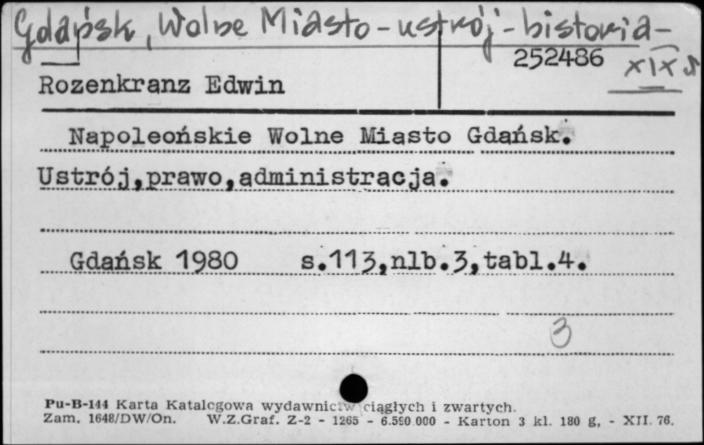 Gdańsk, Wolne Miasto - ustrój - historia -
252486 XIX w
Rozenkranz Edwin
Napoleońskie Wolne Miasto Gdańsk.
Ustrój,prawo,administracja.
Gdańsk 1980 s.113,nlb.3,tabl.4.
3
Pu-B-144 Karta Katalogowa wydawnictw ciągłych i zwartych.
Zam. 1648/DW/On. W.Z.Graf. Z-2 - 1265 - 6.590 000 - Karton 3 kl. 180 g, - XII. 76.